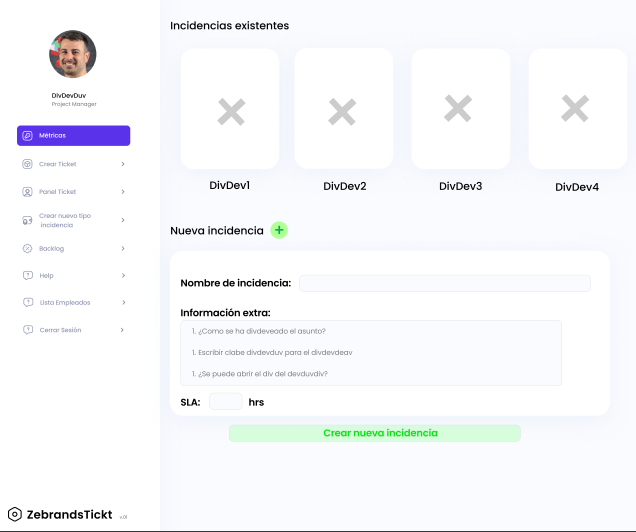 Incidencias existentes
DivDevDuv
Project Manager
Métricas
Crear Ticket
Panel Ticket
Crear nuevo tipo
incidencia
Backlog
Help
Lista Empleados
Cerrar Sesión
DivDev1
DivDev2
DivDev3
DivDev4
Nueva incidencia
Nombre de incidencia:
Información extra:
1. ¿Como se ha divdeveado el asunto?
1. Escribir clabe divdevduv para el divdevdeav
1. ¿Se puede abrir el div del devduvdiv?
SLA: hrs
Crear nueva incidencia
ZebrandsTickt v.01